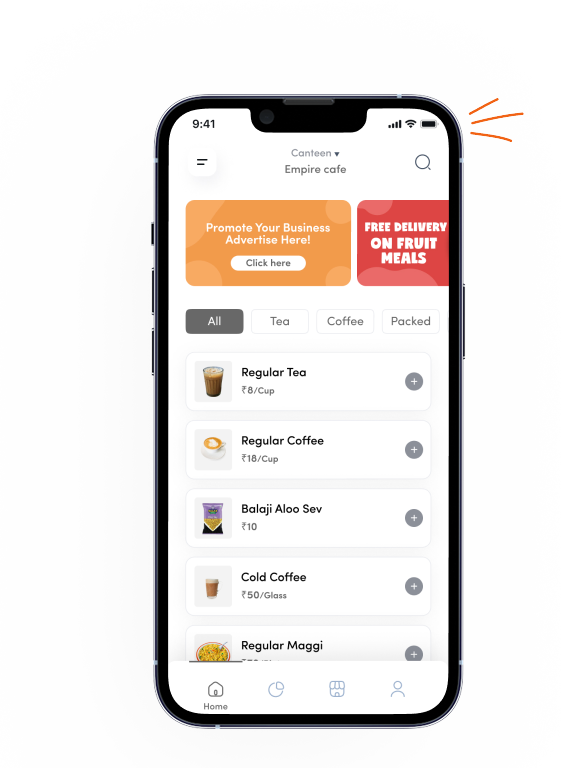 9:41
Canteen ▾
Empire cafe
Promote Your Business
Advertise Here!
Click here
FREE DELIVERY
ON FRUIT
MEALS
All
Tea
Coffee
Packed
Regular Tea
₹8/Cup
Regular Coffee
₹18/Cup
Balaji Aloo Sev
₹10
Cold Coffee
₹50/Glass
Regular Maggi
Home